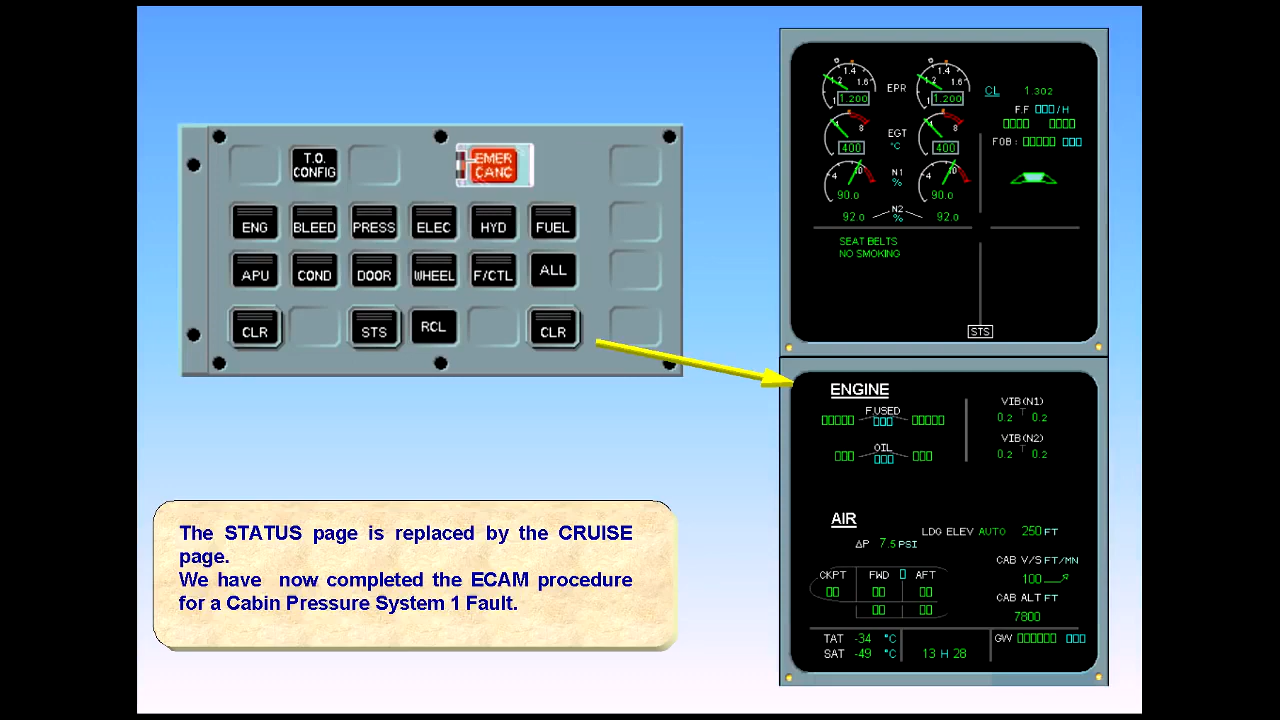 T.O.
CONFIG
EMER
CANC
ENG BLEED PRESS ELEC HYD FUEL
APU COND DOOR WHEEL F/CTL ALL
CLR STS RCL CLR
The STATUS page is replaced by the CRUISE
page.
We have now completed the ECAM procedure
for a Cabin Pressure System 1 Fault.
1.4 1.4
1.2 1.6 EPR 1.2 1.6 CL 1.302
1 1.200 1 1.200 F.F /H
4 8 EGT 4 8
400 °C 400 FOB :
4 10 N1 4 10
90.0 % 90.0
92.0 N2 92.0
%
SEAT BELTS
NO SMOKING
STS
ENGINE
F.USED
OIL
VIB(N1)
0.2 0.2
VIB(N2)
0.2 0.2
AIR
LDG ELEV AUTO 250 FT
ΔP 7.5 PSI
CAB V/S FT/MN
CKPT FWD AFT 100
CAB ALT FT
7800
TAT -34 °C GW
SAT -49 °C 13 H 28